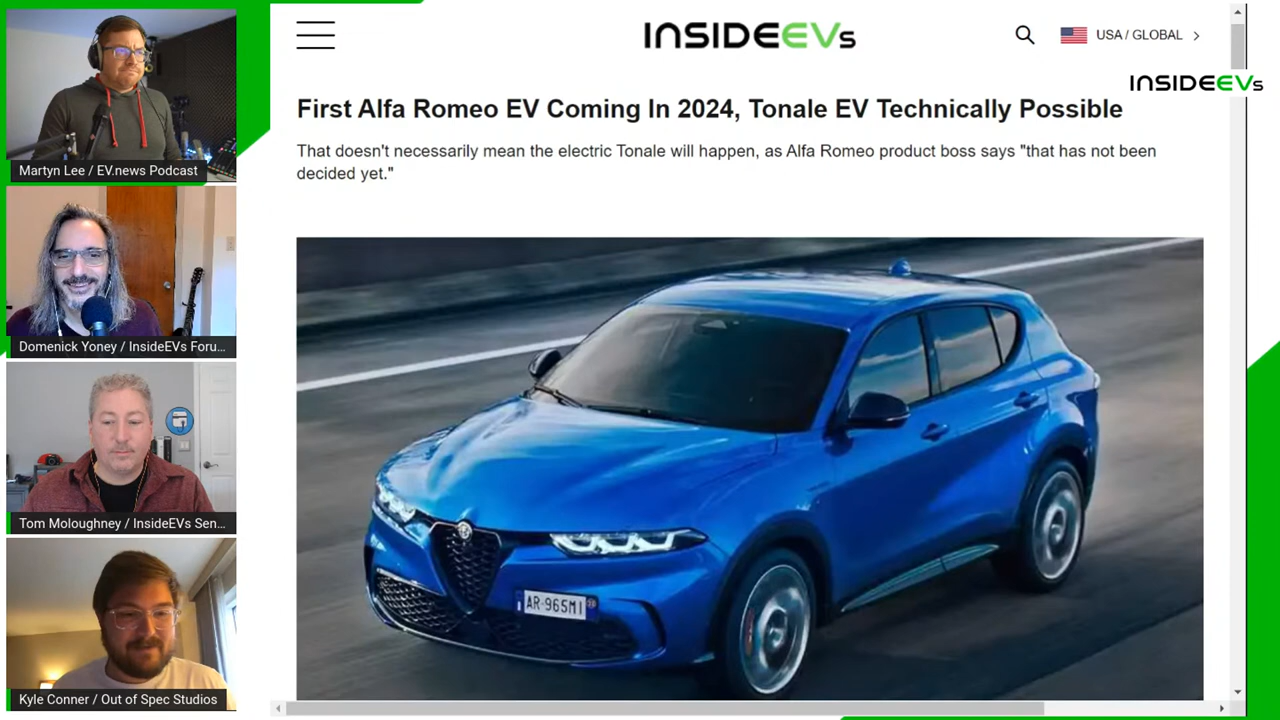 Martyn Lee / EV.news Podcast
Domenick Yoney / InsideEVs Foru...
Tom Moloughney / InsideEVs Sen...
Kyle Conner / Out of Spec Studios
INSIDEEVs
USA / GLOBAL
INSIDEEVs
First Alfa Romeo EV Coming In 2024, Tonale EV Technically Possible
That doesn't necessarily mean the electric Tonale will happen, as Alfa Romeo product boss says "that has not been
decided yet."
AR·965MI